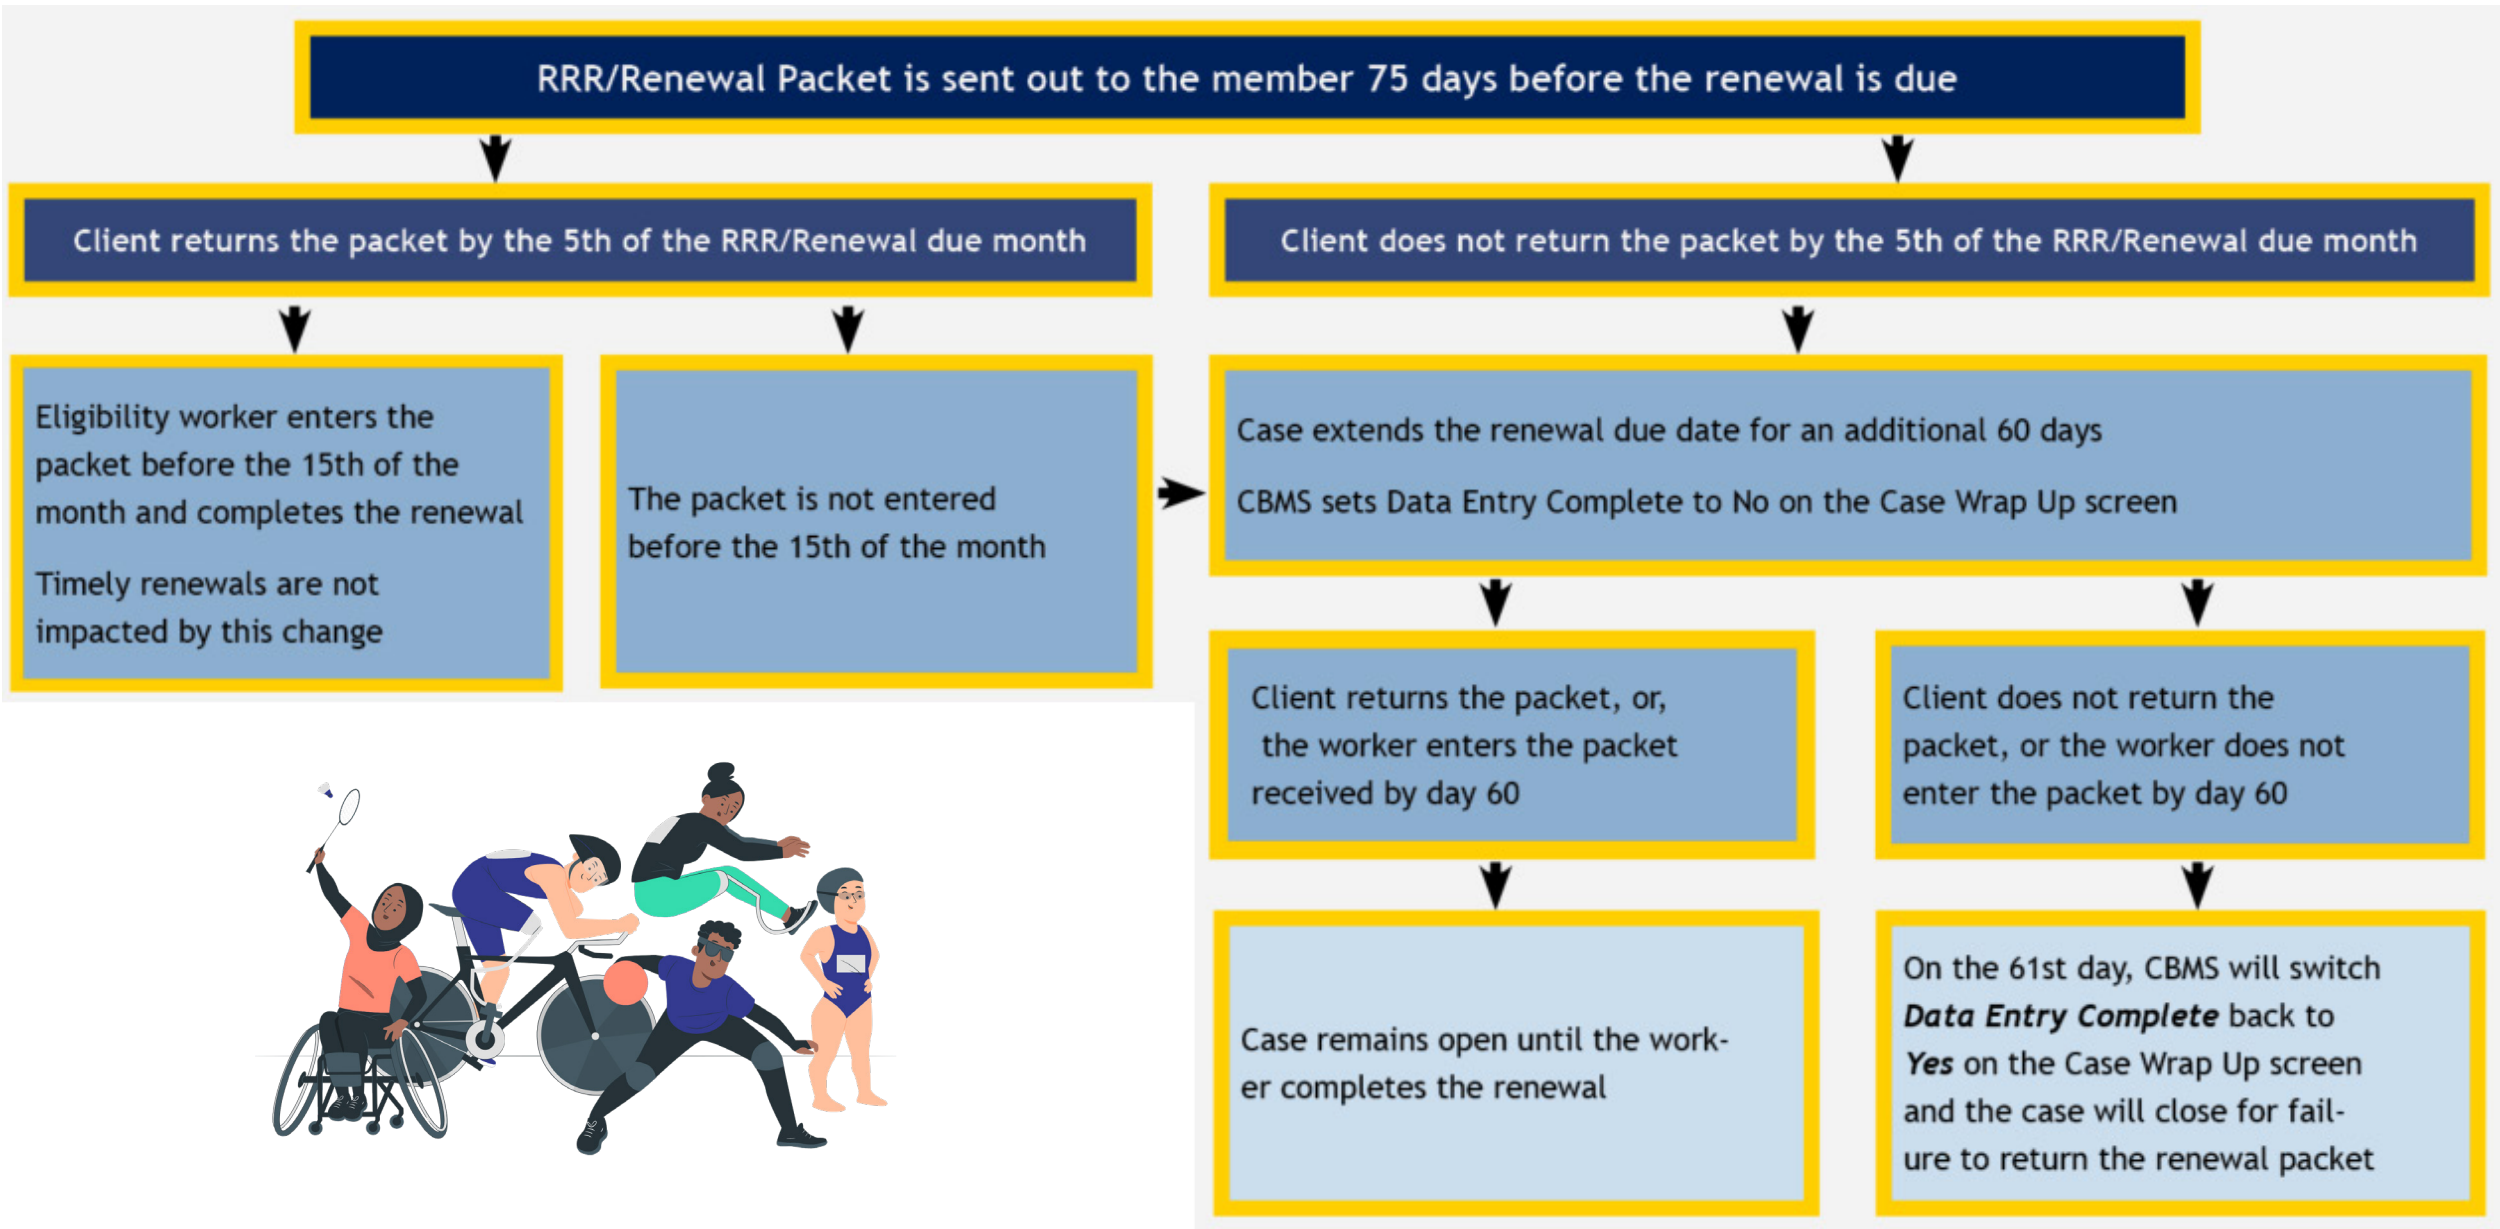 RRR/Renewal Packet is sent out to the member 75 days before the renewal is due
Client returns the packet by the 5th of the RRR/Renewal due month
Client does not return the packet by the 5th of the RRR/Renewal due month
Eligibility worker enters the
packet before the 15th of the
month and completes the renewal
Timely renewals are not
impacted by this change
The packet is not entered
before the 15th of the month
Case extends the renewal due date for an additional 60 days
CBMS sets Data Entry Complete to No on the Case Wrap Up screen
Client returns the packet, or,
the worker enters the packet
received by day 60
Client does not return the
packet, or the worker does not
enter the packet by day 60
Case remains open until the work-
er completes the renewal
On the 61st day, CBMS will switch
Data Entry Complete back to
Yes on the Case Wrap Up screen
and the case will close for fail-
ure to return the renewal packet